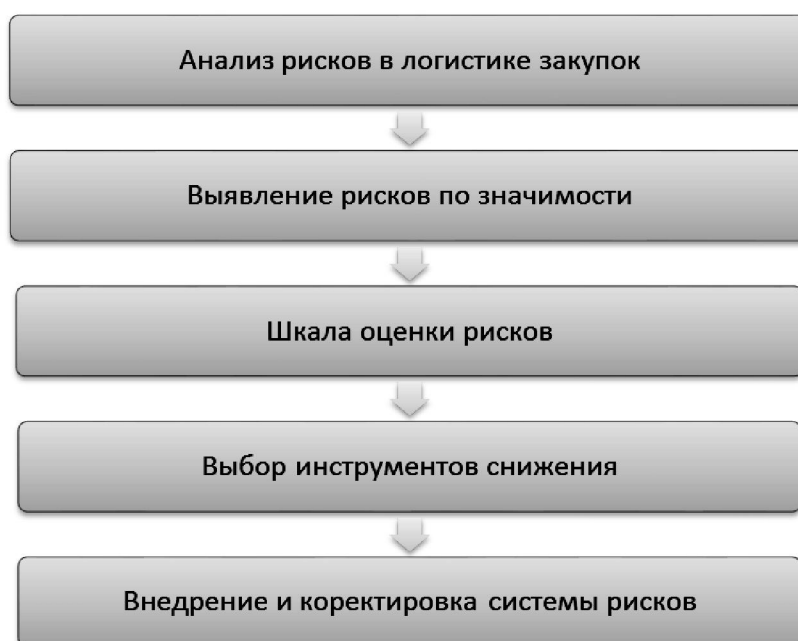 Анализ рисков в логистике закупок
Выявление рисков по значимости
Шкала оценки рисков
Выбор инструментов снижения
Внедрение и коректировка системы рисков